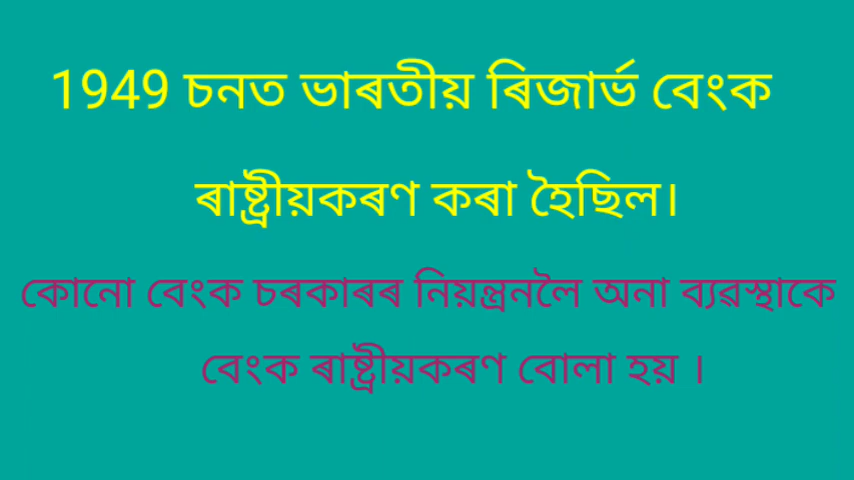 1949 চনত ভাৰতীয় ৰিজাৰ্ভ বেংক
ৰাষ্ট্ৰীয়কৰণ কৰা হৈছিল।
কোনো বেংক চৰকাৰৰ নিয়ন্ত্ৰনলৈ অনা ব্যৱস্থাকে
বেংক ৰাষ্ট্ৰীয়কৰণ বোলা হয় ।